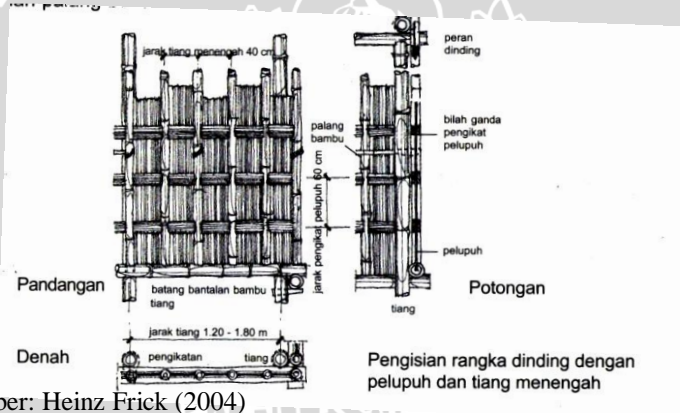 palang
jarak tiang menengah 40 cm
peran
dinding
palang
bambu
bilah ganda
pengikat
pelupuh
jarak pengikat pelupuh 60 cm
pelupuh
Pandangan
batang bantalan bambu
tiang
tiang
Potongan
jarak tiang 1.20 - 1.80 m
Denah
pengikatan
tiang
Pengisian rangka dinding dengan
pelupuh dan tiang menengah
Heinz Frick (2004)